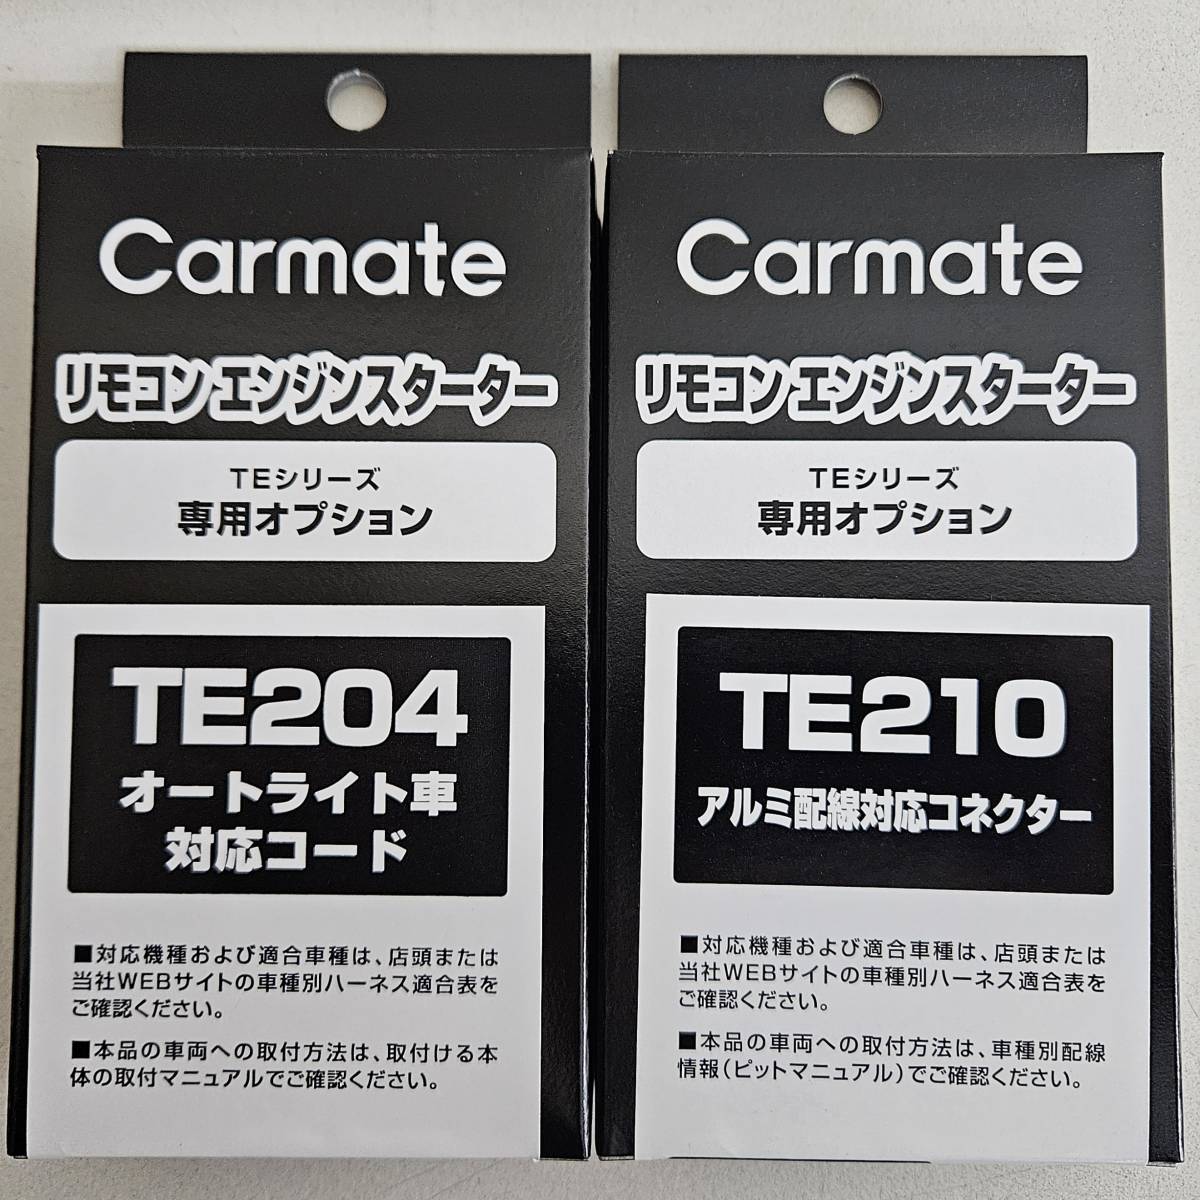 Carmate
リモコンエンジンスターター
TEシリーズ
専用オプション
TE204
オートライト車
対応コード
■対応機種および適合車種は、店頭または
当社WEBサイトの車種別ハーネス適合表を
ご確認ください。
■本品の車両への取付方法は、取付ける本
体の取付マニュアルでご確認ください。
Carmate
リモコンエンジンスターター
TEシリーズ
専用オプション
TE210
アルミ配線対応コネクター
■対応機種および適合車種は、店頭または
当社WEBサイトの車種別ハーネス適合表を
ご確認ください。
■本品の車両への取付方法は、車種別配線
情報(ピットマニュアル)でご確認ください。